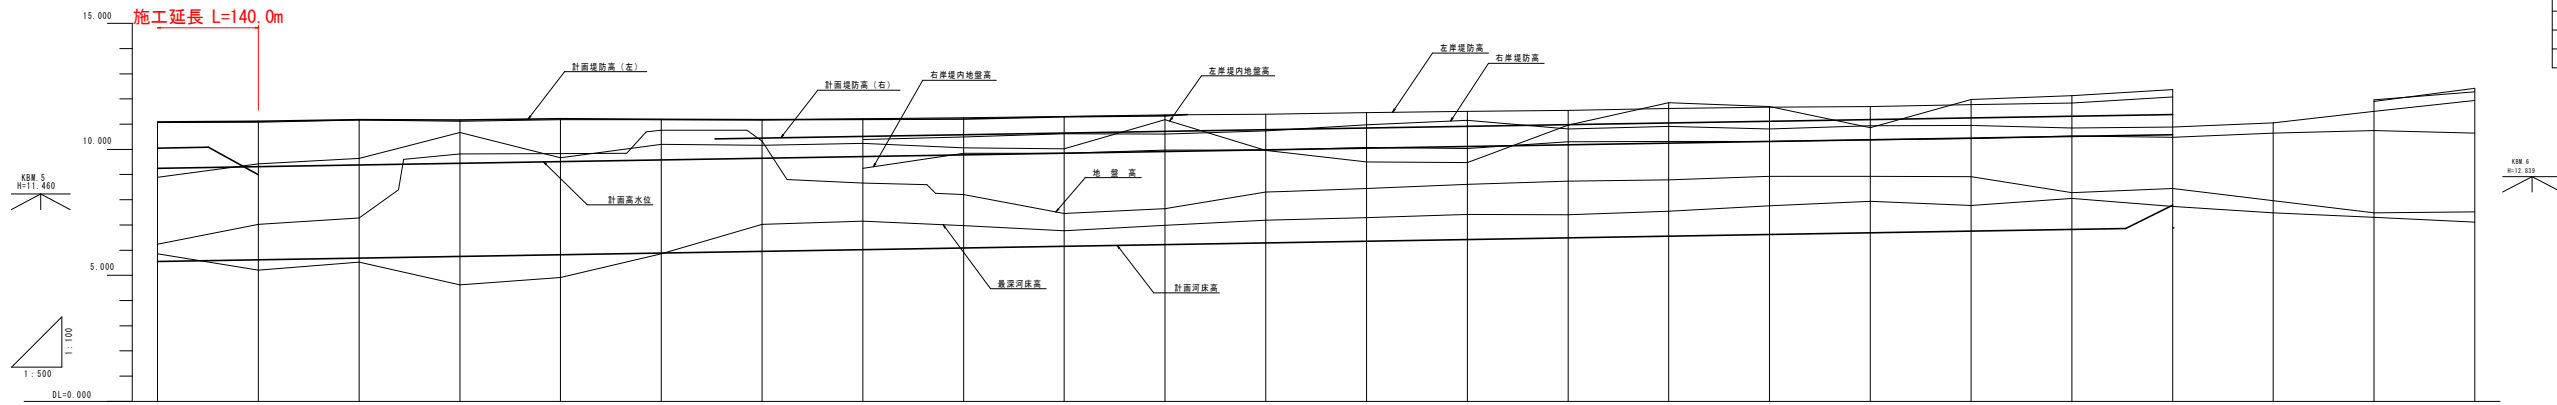 15.000
施工延長 L=140.0m
左岸堤防高
右岸堤防高
計画堤防高（左）
右岸堤内地盤高
左岸堤内地盤高
計画堤防高（右）
10.000
KBM.5
H=11.460
KBM.6
H=12.839
地 盤 高
計画高水位
5.000
最深河床高
計画河床高
1:100
1:500
DL=0.000